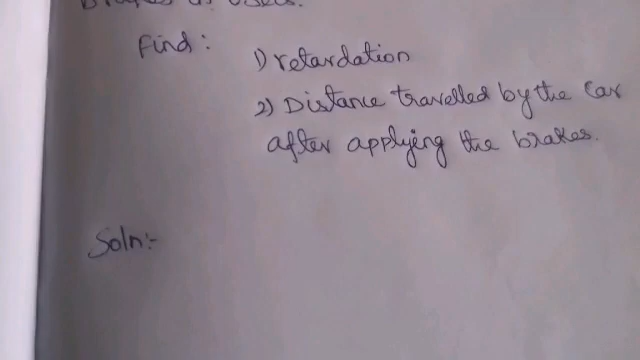 Find : 1) retardation
2) Distance travelled by the Car
after applying the brakes.
Soln:-